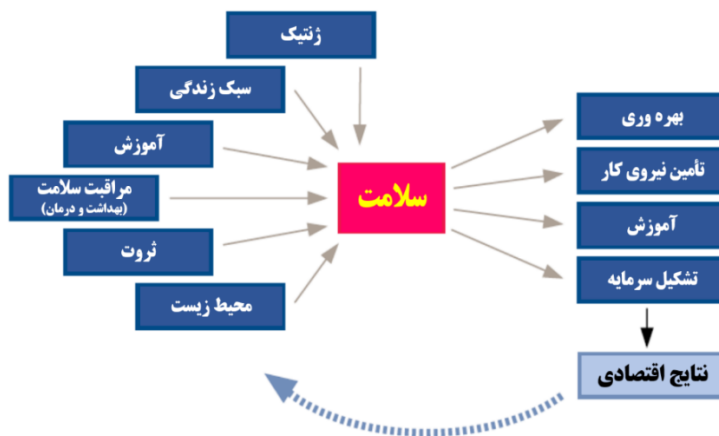 ژنتیک
سبک زندگی
آموزش
مراقبت سلامت
(بهداشت و درمان)
ثروت
محیط زیست
سلامت
بهره وری
تأمین نیروی کار
آموزش
تشکیل سرمایه
نتایج اقتصادی